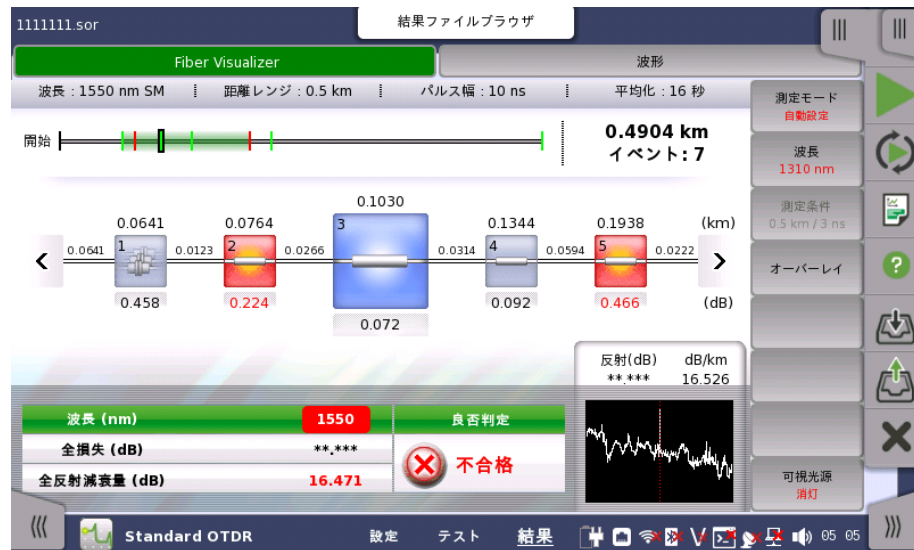 1111111.sor
結果ファイルブラウザ
Fiber Visualizer
波形
波長：1550 nm SM
距離レンジ：0.5 km
パルス幅：10 ns
平均化：16 秒
開始
0.4904 km
イベント: 7
0.0641
0.0764
0.1030
0.1344
0.1938
(km)
0.0641
1
0.0123
2
0.0266
3
0.0314
4
0.0594
5
0.0222
0.458
0.224
0.072
0.092
0.466
(dB)
反射(dB)
dB/km
**.***
16.526
波長 (nm)
1550
良否判定
全損失 (dB)
**.***
全反射減衰量 (dB)
16.471
不合格
測定モード
自動設定
波長
1310 nm
測定条件
0.5 km / 3 ns
オーバーレイ
可視光源
消灯
Standard OTDR
設定
テスト
結果
05 05